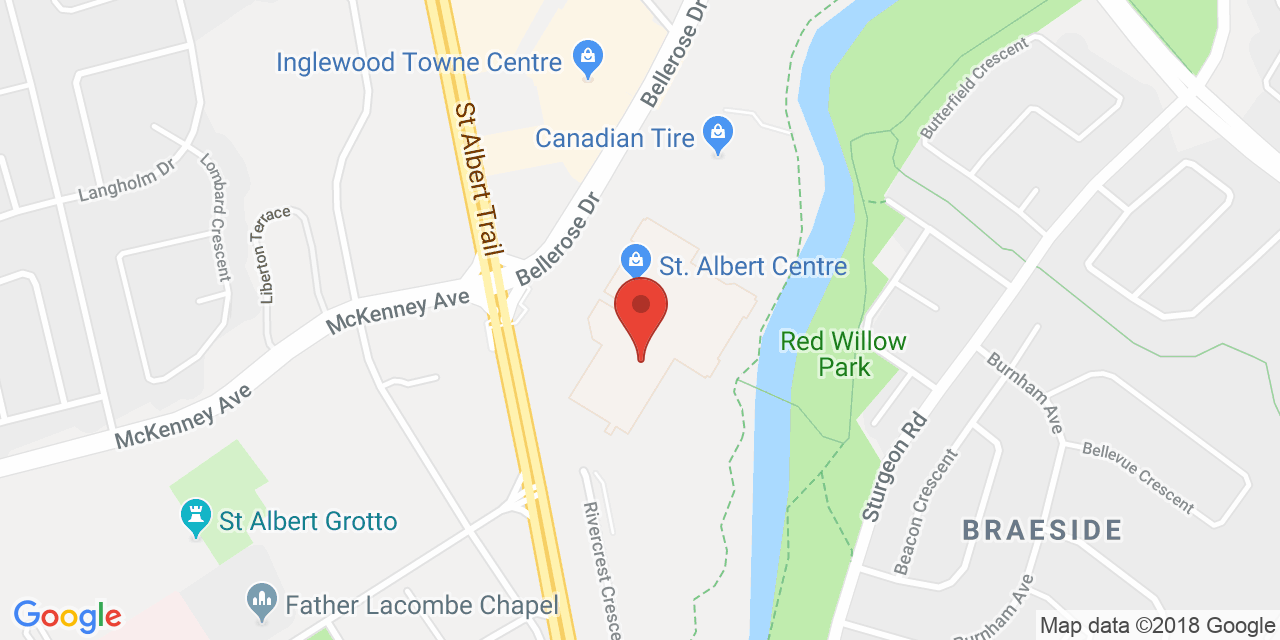 Inglewood Towne Centre
Bellerose Dr
Butterfield Crescent
Canadian Tire
St Albert Trail
Langholm Dr
Lombard Crescent
Liberton Terrace
Bellerose Dr
St. Albert Centre
McKenney Ave
Red Willow
Park
Burnham Ave
McKenney Ave
Sturgeon Rd
Bellevue Crescent
Beacon Crescent
St Albert Grotto
Rivercrest Cresce
BRAESIDE
Father Lacombe Chapel
Burnham Ave
Google
Map data ©2018 Google